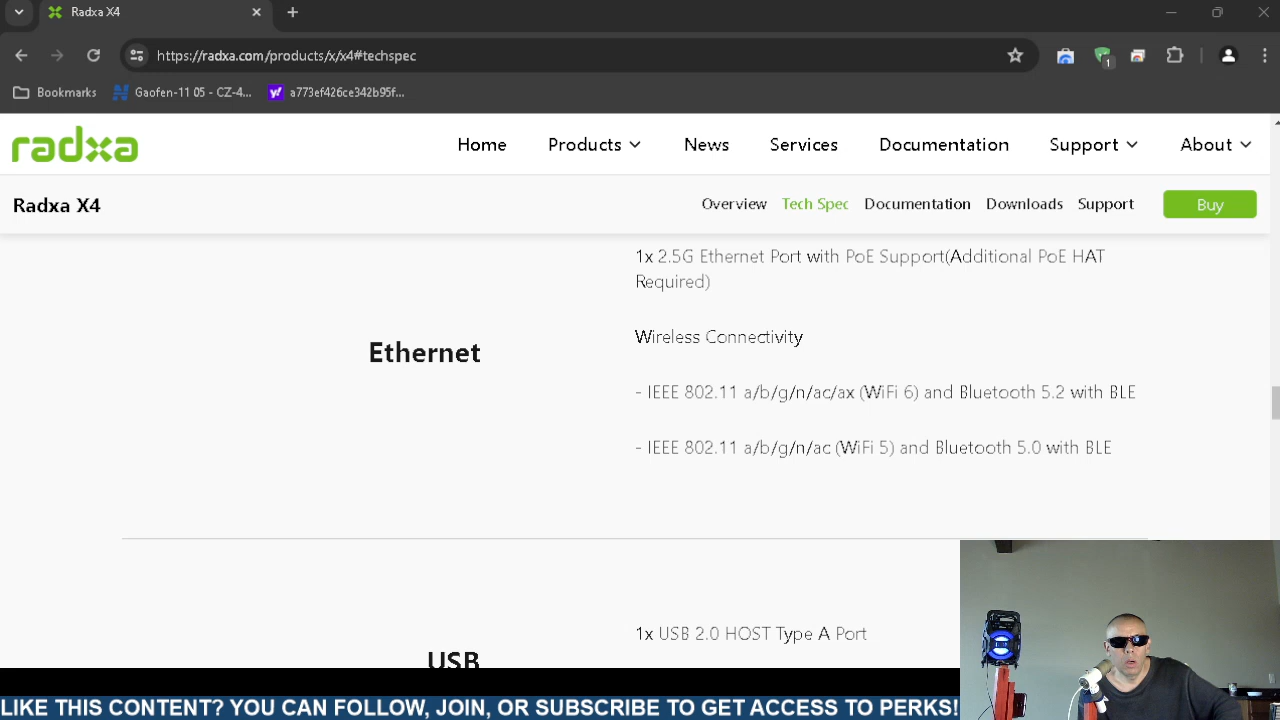 Radxa X4
https://radxa.com/products/x/x4#techspec
1
Bookmarks
Gaofen-11 05 - CZ-4...
a773ef426ce342b95f...
radxa
Home
Products
News
Services
Documentation
Support
About
Radxa X4
Overview
Tech Spec
Documentation
Downloads
Support
Buy
1x 2.5G Ethernet Port with PoE Support(Additional PoE HAT
Required)
Ethernet
Wireless Connectivity
- IEEE 802.11 a/b/g/n/ac/ax (WiFi 6) and Bluetooth 5.2 with BLE
- IEEE 802.11 a/b/g/n/ac (WiFi 5) and Bluetooth 5.0 with BLE
1x USB 2.0 HOST Type A Port
USB
LIKE THIS CONTENT? YOU CAN FOLLOW, JOIN, OR SUBSCRIBE TO GET ACCESS TO PERKS!